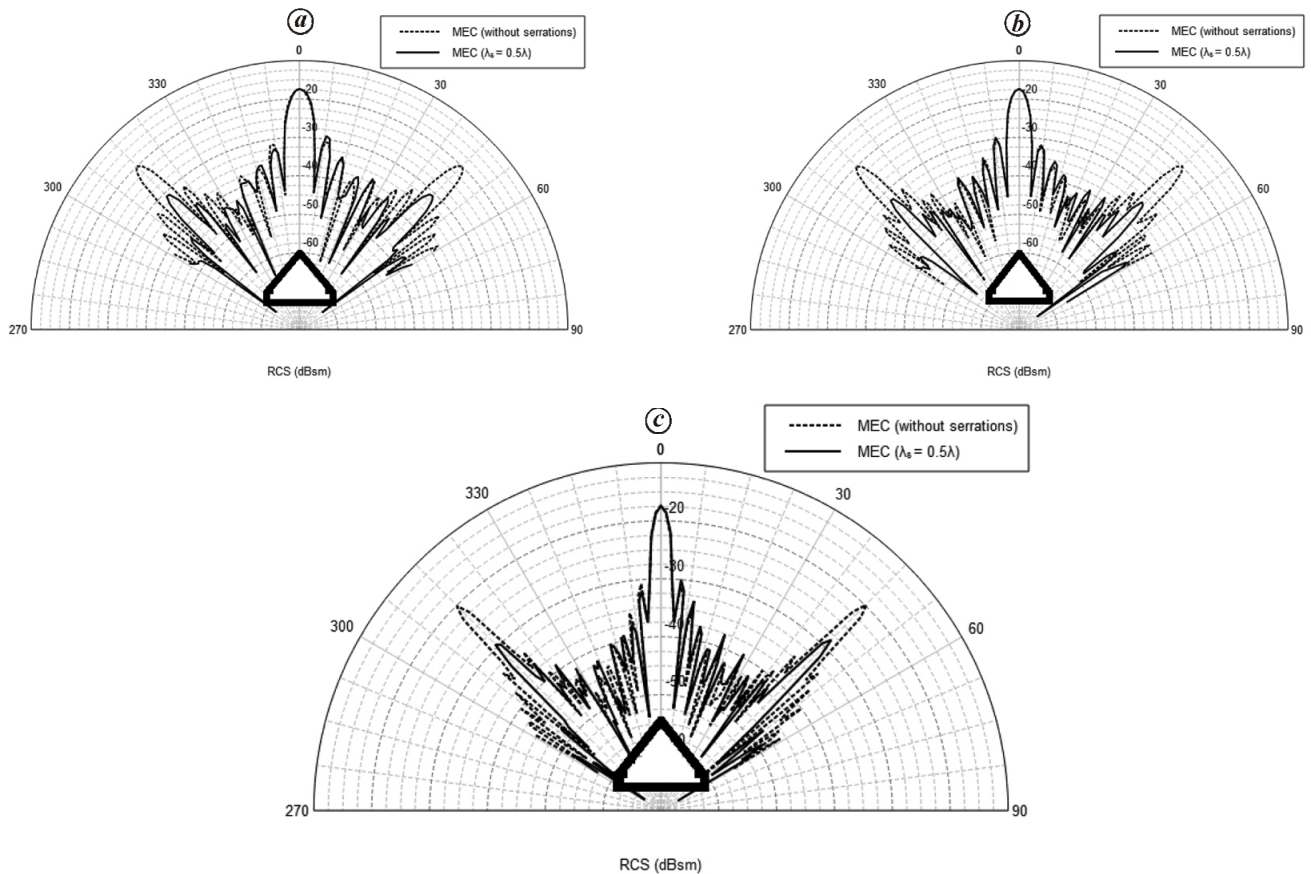 a
MEC (without serrations)
MEC (λₛ = 0.5λ)
0
330
30
300
60
270
90
-20
-30
-40
-50
-60
RCS (dBsm)
b
MEC (without serrations)
MEC (λₛ = 0.5λ)
0
330
30
300
60
270
90
-20
-30
-40
-50
-60
RCS (dBsm)
c
MEC (without serrations)
MEC (λₛ = 0.5λ)
0
330
30
300
60
270
90
-20
-30
-40
RCS (dBsm)